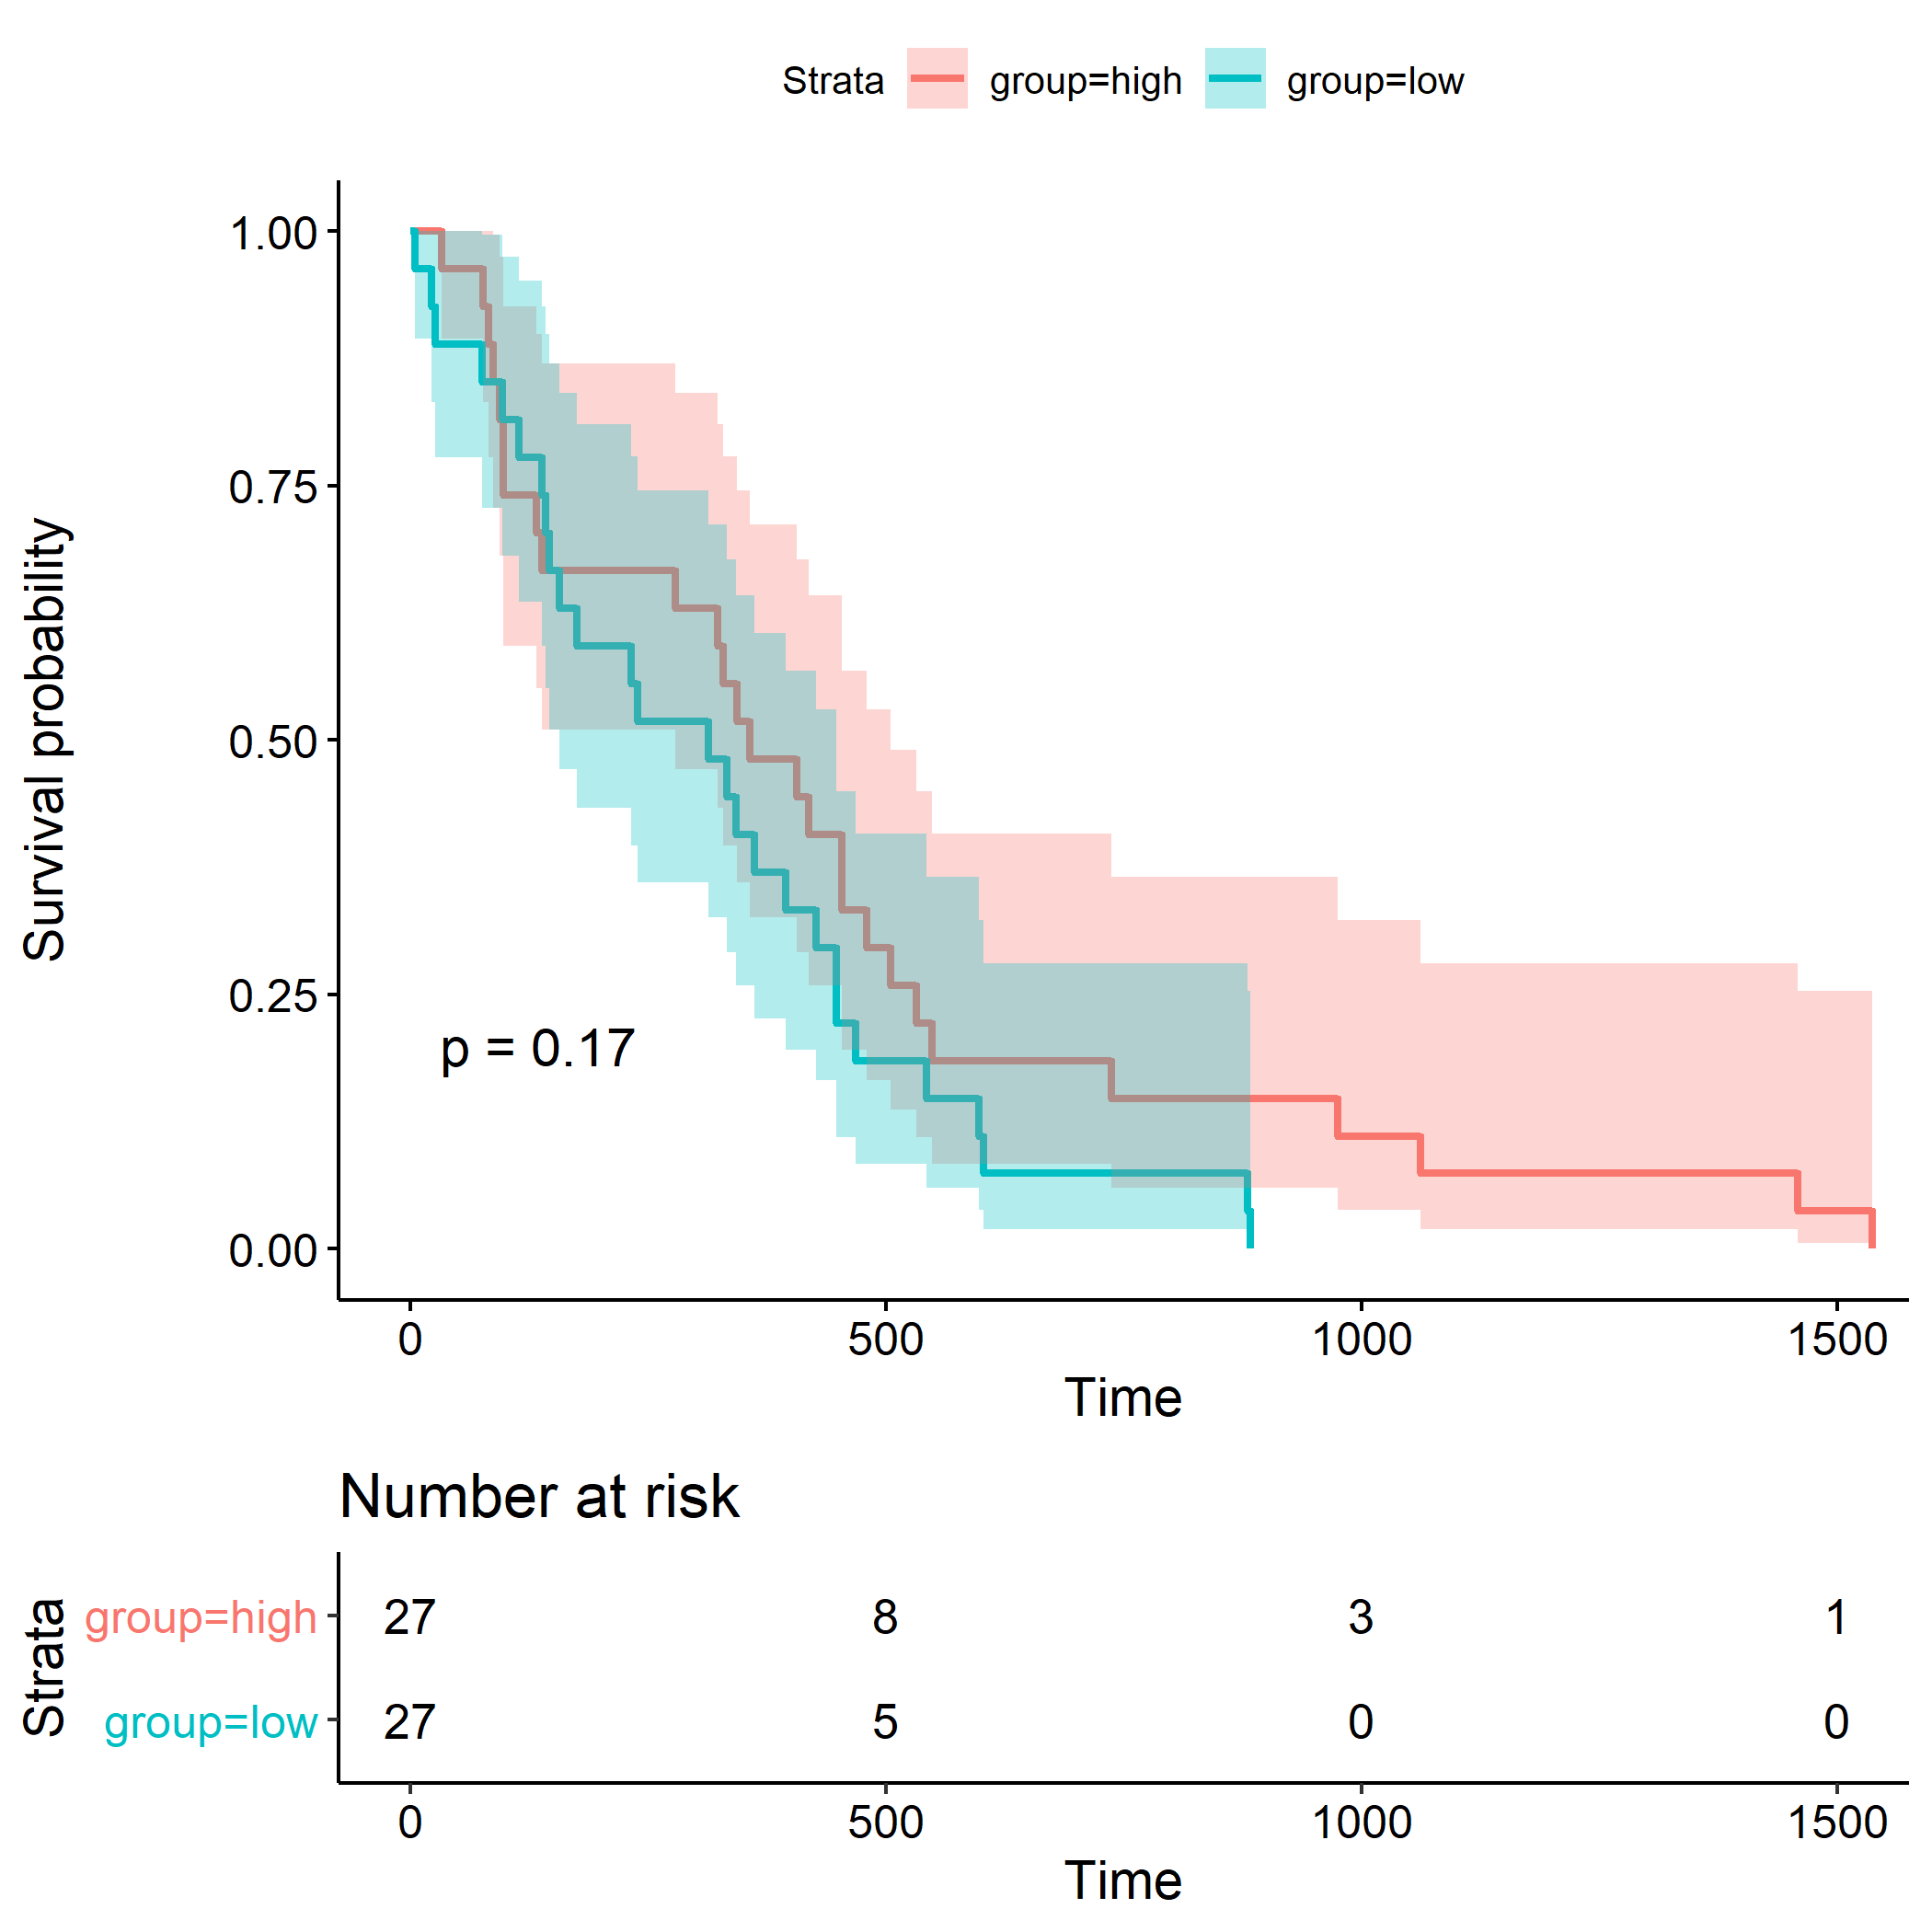 Strata group=high group=low
1.00
0.75
0.50
0.25
0.00
Survival probability
p = 0.17
0 500 1000 1500
Time
Number at risk
Strata
group=high 27 8 3 1
group=low 27 5 0 0
0 500 1000 1500
Time